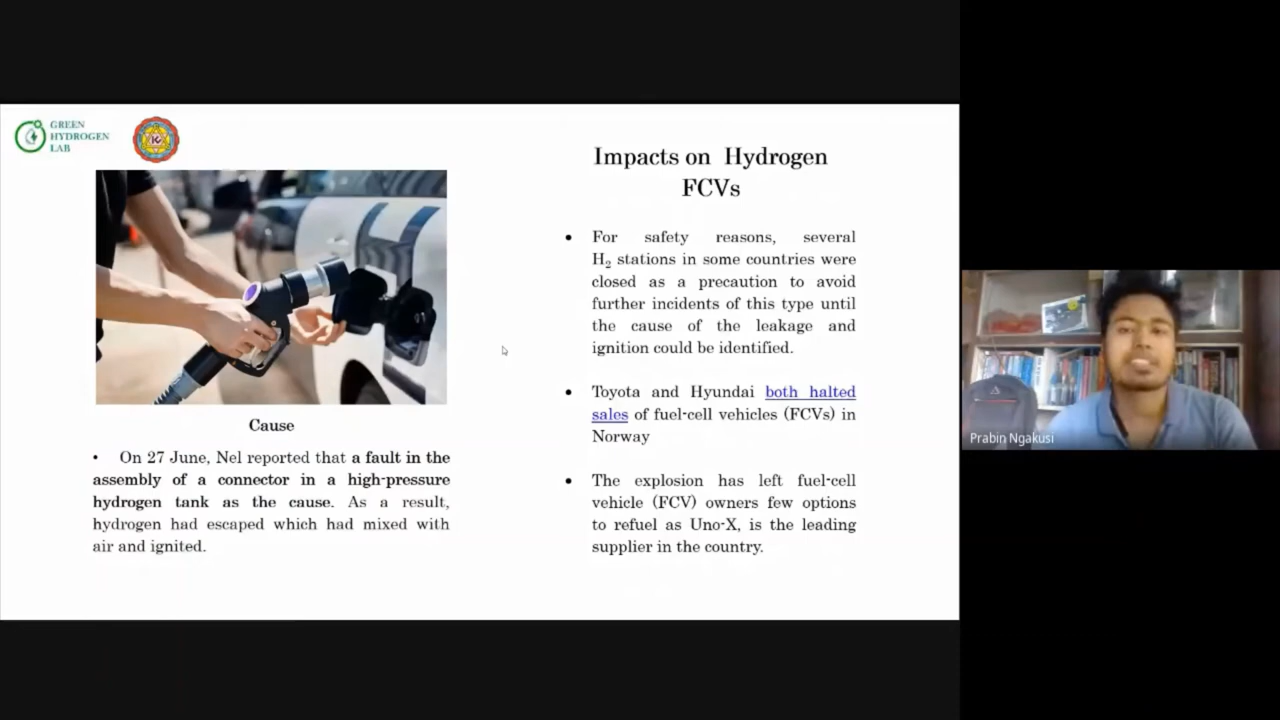 GREEN
HYDROGEN
LAB
Cause
• On 27 June, Nel reported that a fault in the
assembly of a connector in a high-pressure
hydrogen tank as the cause. As a result,
hydrogen had escaped which had mixed with
air and ignited.
Impacts on Hydrogen
FCVs
• For safety reasons, several
H₂ stations in some countries were
closed as a precaution to avoid
further incidents of this type until
the cause of the leakage and
ignition could be identified.
• Toyota and Hyundai both halted
sales of fuel-cell vehicles (FCVs) in
Norway
• The explosion has left fuel-cell
vehicle (FCV) owners few options
to refuel as Uno-X, is the leading
supplier in the country.
Prabin Ngakusi